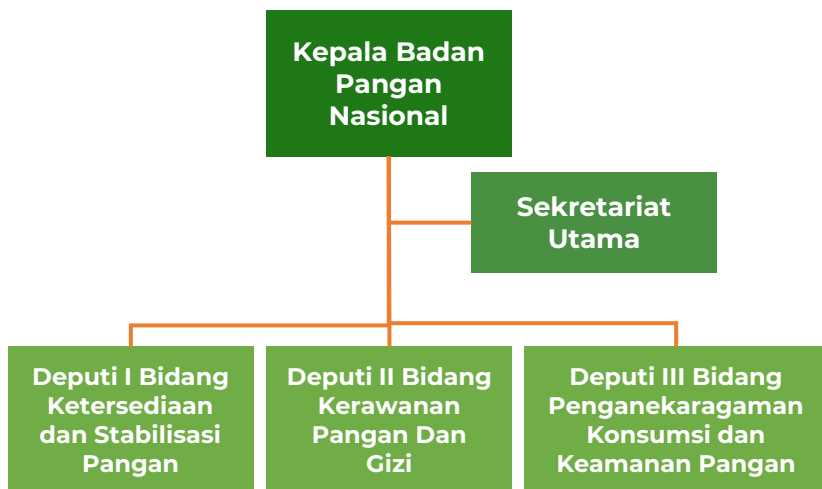 Kepala Badan
Pangan
Nasional
Sekretariat
Utama
Deputi I Bidang
Ketersediaan
dan Stabilisasi
Pangan
Deputi II Bidang
Kerawanan
Pangan Dan
Gizi
Deputi III Bidang
Penganekaragaman
Konsumsi dan
Keamanan Pangan